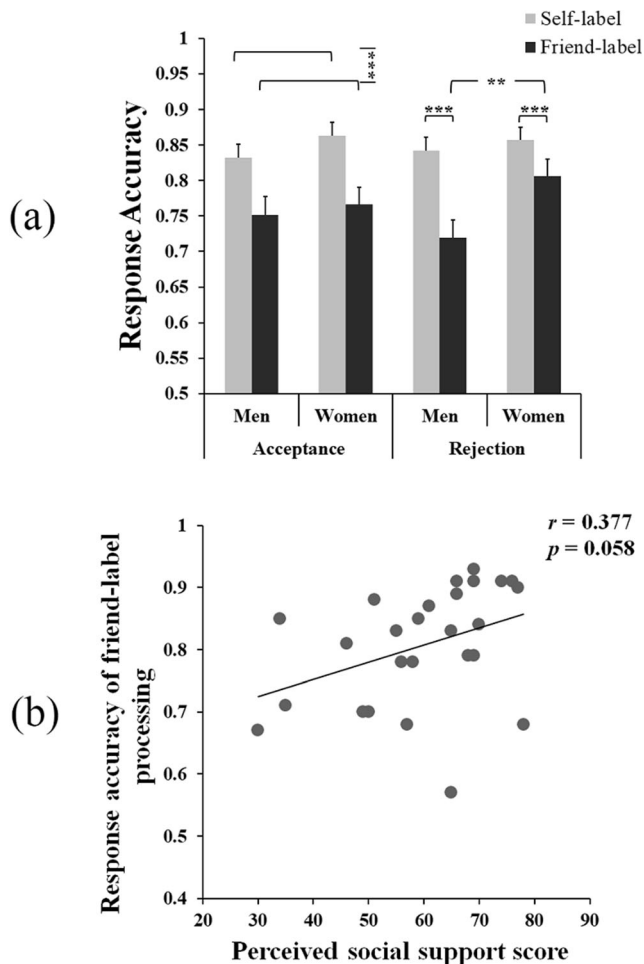 Self-label
Friend-label
(a)
Response Accuracy
1
0.95
0.9
0.85
0.8
0.75
0.7
0.65
0.6
0.55
0.5
***
**
*** ***
Men Women Men Women
Acceptance Rejection
(b)
Response accuracy of friend-label
processing
r = 0.377
p = 0.058
1
0.9
0.8
0.7
0.6
0.5
0.4
20 30 40 50 60 70 80 90
Perceived social support score